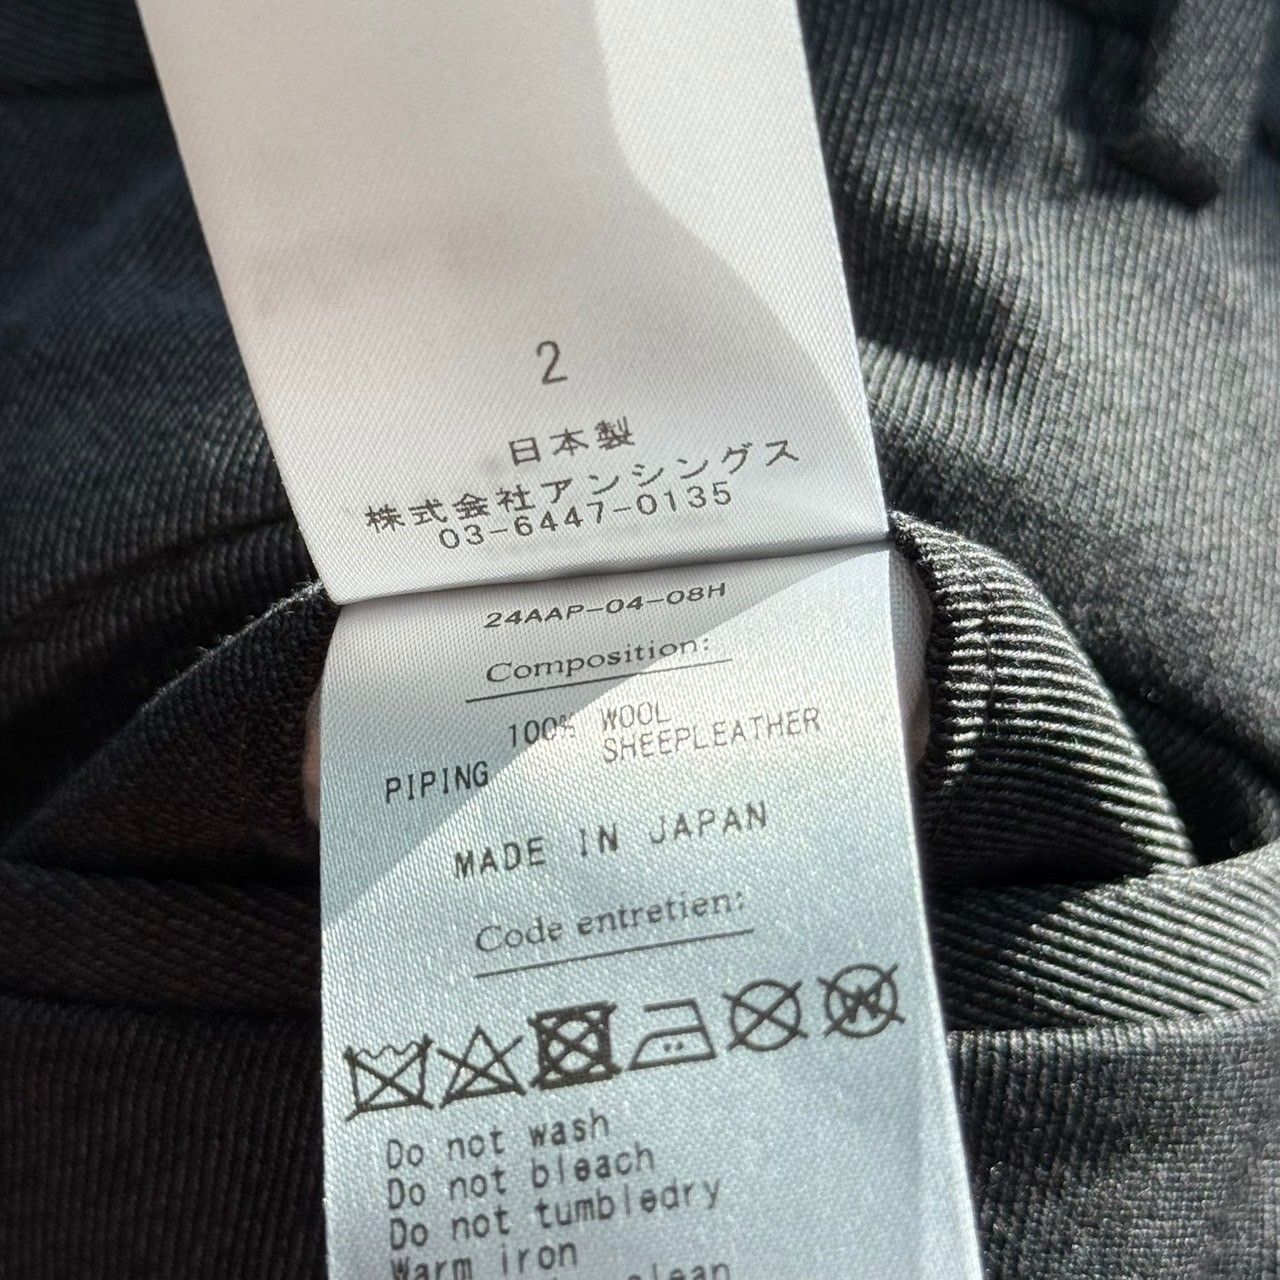 2
日本製
株式会社アンシングス
03-6447-0135
24AAP-04-08H
Composition:
100% WOOL
PIPING SHEEPLEATHER
MADE IN JAPAN
Code entretien:
W
Do not wash
Do not bleach
Do not tumbledry
Warm iron
clean